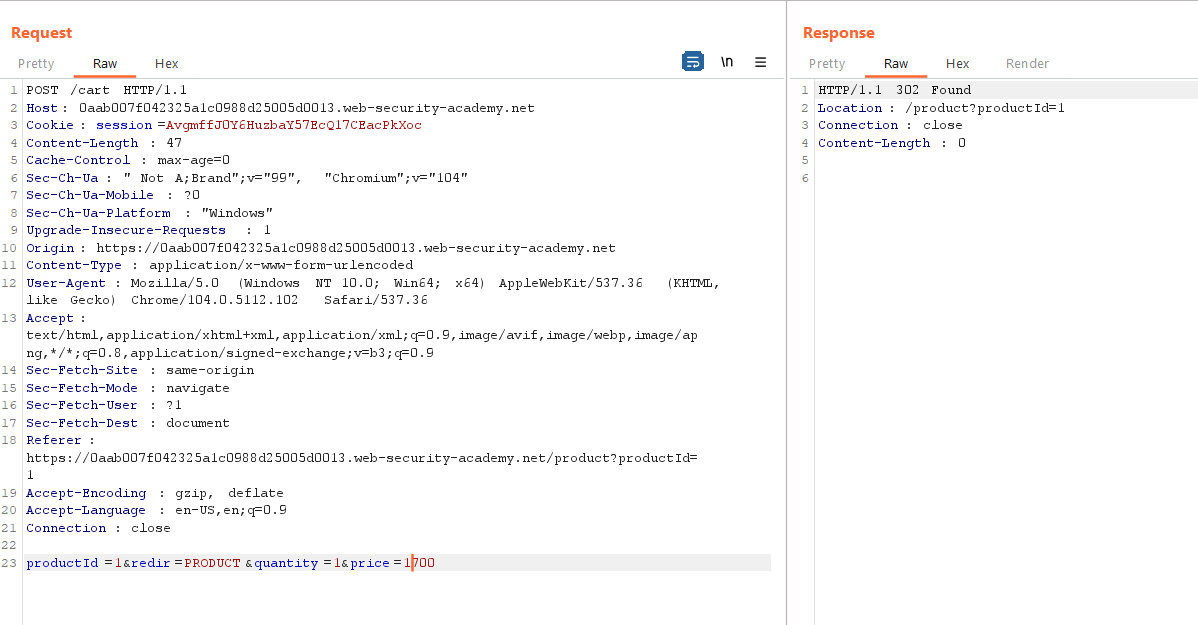 Request
Pretty Raw Hex \n
1 POST /cart HTTP/1.1
2 Host: 0aab007f042325a1c0988d25005d0013.web-security-academy.net
3 Cookie: session=AvgmffJ0Y6HuzbaY57EcQ17CEacPkXoc
4 Content-Length : 47
5 Cache-Control : max-age=0
6 Sec-Ch-Ua : " Not A;Brand";v="99", "Chromium";v="104"
7 Sec-Ch-Ua-Mobile : ?0
8 Sec-Ch-Ua-Platform : "Windows"
9 Upgrade-Insecure-Requests : 1
10 Origin : https://0aab007f042325a1c0988d25005d0013.web-security-academy.net
11 Content-Type : application/x-www-form-urlencoded
12 User-Agent : Mozilla/5.0 (Windows NT 10.0; Win64; x64) AppleWebKit/537.36 (KHTML,
like Gecko) Chrome/104.0.5112.102 Safari/537.36
13 Accept :
text/html,application/xhtml+xml,application/xml;q=0.9,image/avif,image/webp,image/ap
ng,*/*;q=0.8,application/signed-exchange;v=b3;q=0.9
14 Sec-Fetch-Site : same-origin
15 Sec-Fetch-Mode : navigate
16 Sec-Fetch-User : ?1
17 Sec-Fetch-Dest : document
18 Referer :
https://0aab007f042325a1c0988d25005d0013.web-security-academy.net/product?productId=
1
19 Accept-Encoding : gzip, deflate
20 Accept-Language : en-US,en;q=0.9
21 Connection : close
22
23 productId =1&redir =PRODUCT &quantity =1&price =1700
Response
Pretty Raw Hex Render
1 HTTP/1.1 302 Found
2 Location : /product?productId=1
3 Connection : close
4 Content-Length : 0
5
6